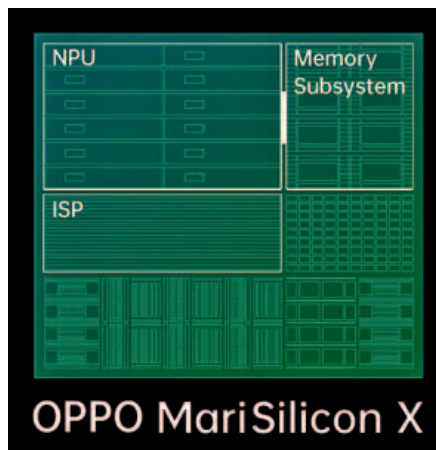 NPU
Memory
Subsystem
ISP
OPPO MariSilicon X